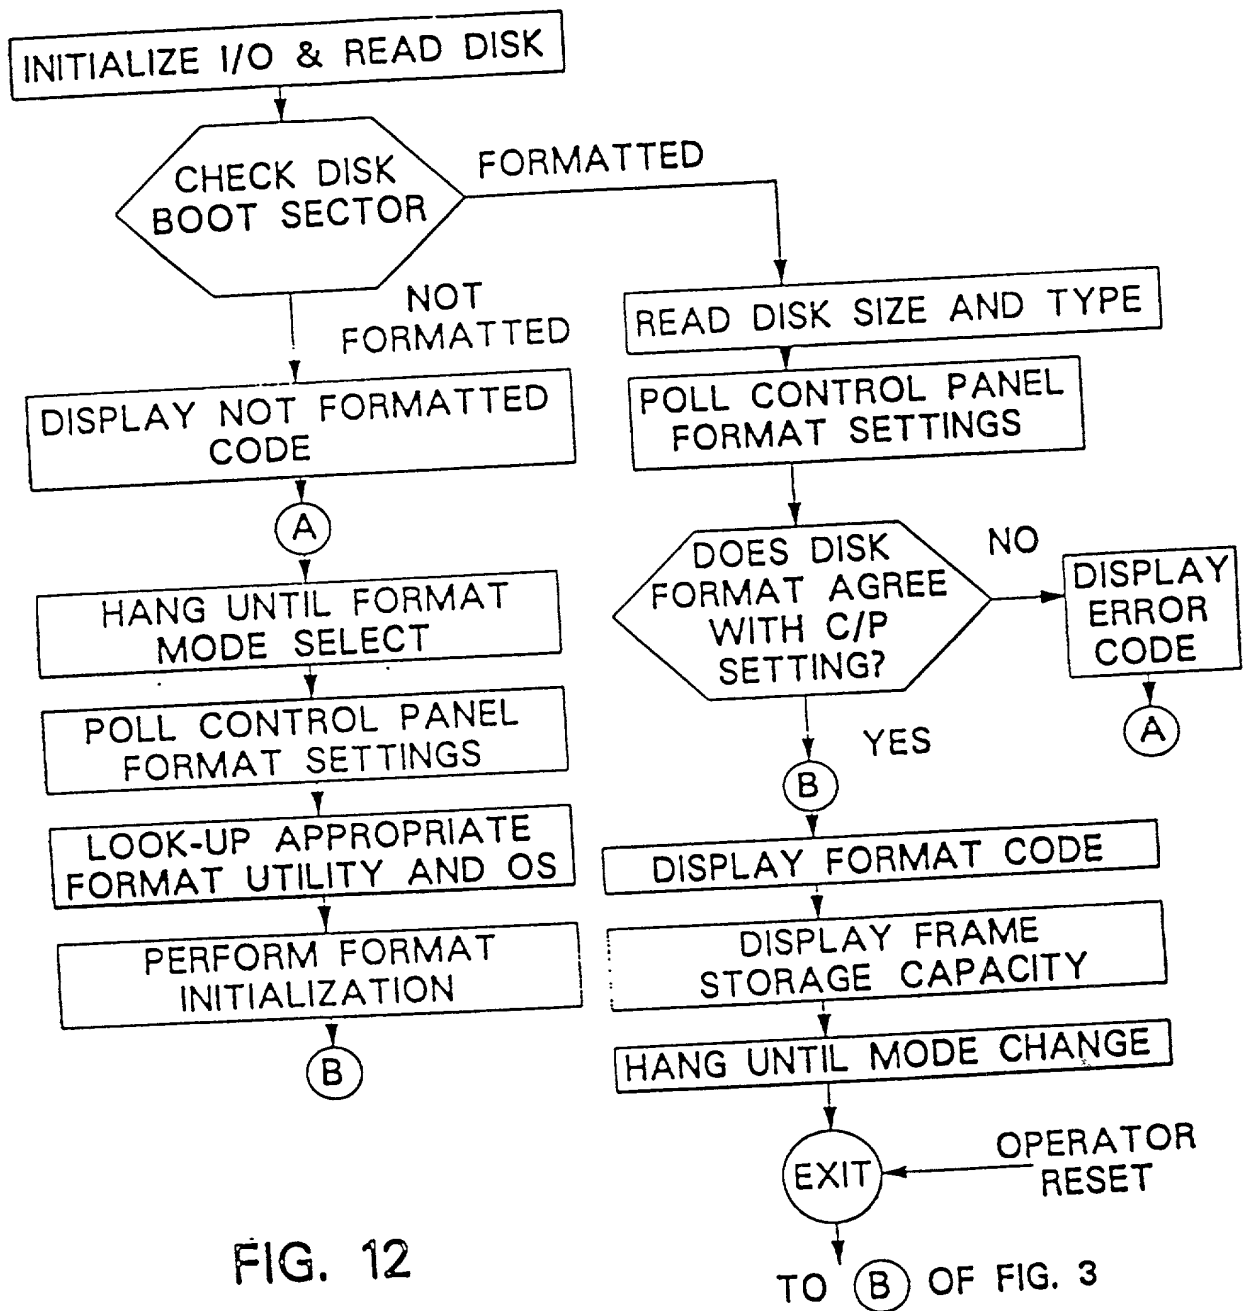 INITIALIZE I/O & READ DISK
CHECK DISK
BOOT SECTOR
FORMATTED
NOT
FORMATTED
DISPLAY NOT FORMATTED
CODE
A
HANG UNTIL FORMAT
MODE SELECT
POLL CONTROL PANEL
FORMAT SETTINGS
LOOK-UP APPROPRIATE
FORMAT UTILITY AND OS
PERFORM FORMAT
INITIALIZATION
B
READ DISK SIZE AND TYPE
POLL CONTROL PANEL
FORMAT SETTINGS
DOES DISK
FORMAT AGREE
WITH C/P
SETTING?
NO
DISPLAY
ERROR
CODE
A
YES
B
DISPLAY FORMAT CODE
DISPLAY FRAME
STORAGE CAPACITY
HANG UNTIL MODE CHANGE
EXIT
OPERATOR
RESET
TO B OF FIG. 3
FIG. 12